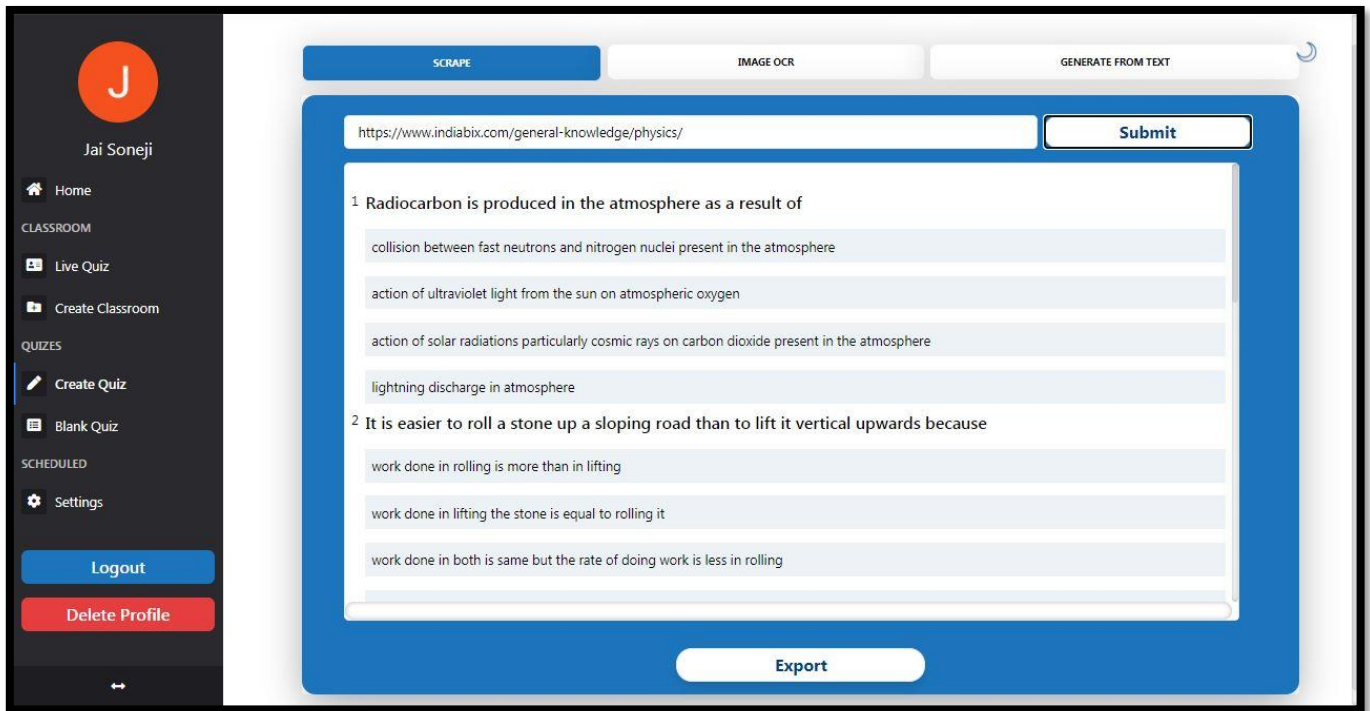 J
Jai Soneji
Home
CLASSROOM
Live Quiz
Create Classroom
QUIZES
Create Quiz
Blank Quiz
SCHEDULED
Settings
Logout
Delete Profile
SCRAPE
IMAGE OCR
GENERATE FROM TEXT
https://www.indiabix.com/general-knowledge/physics/
Submit
1 Radiocarbon is produced in the atmosphere as a result of
collision between fast neutrons and nitrogen nuclei present in the atmosphere
action of ultraviolet light from the sun on atmospheric oxygen
action of solar radiations particularly cosmic rays on carbon dioxide present in the atmosphere
lightning discharge in atmosphere
2 It is easier to roll a stone up a sloping road than to lift it vertical upwards because
work done in rolling is more than in lifting
work done in lifting the stone is equal to rolling it
work done in both is same but the rate of doing work is less in rolling
Export